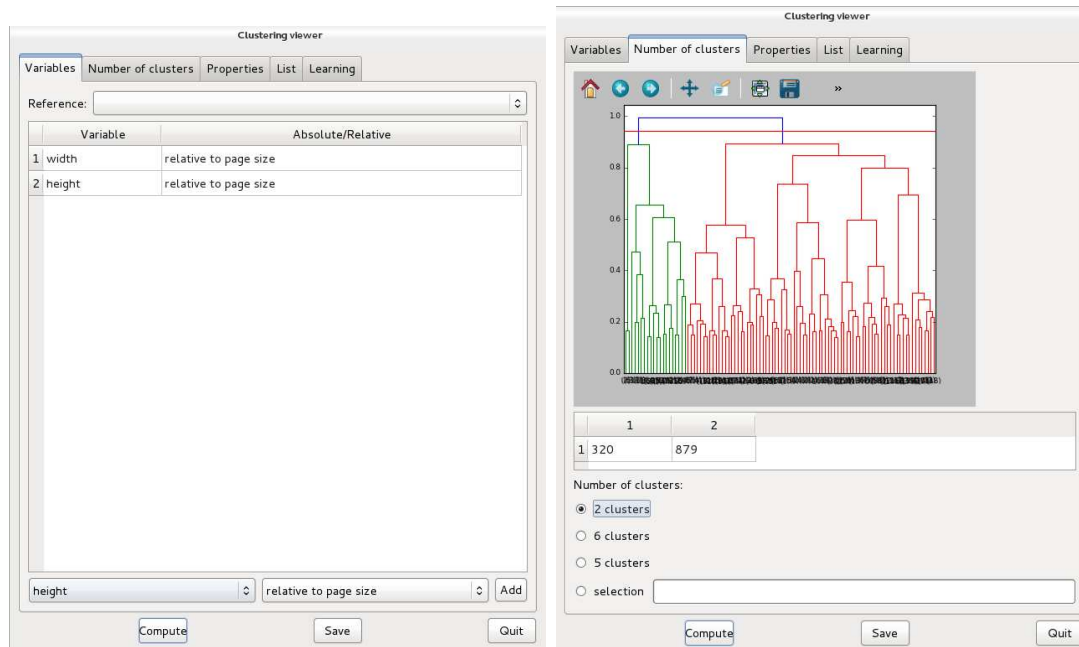 Clustering viewer
Variables Number of clusters Properties List Learning
Reference:
Variable Absolute/Relative
1 width relative to page size
2 height relative to page size
height relative to page size Add
Compute Save Quit
Clustering viewer
Variables Number of clusters Properties List Learning
»
1.0
0.8
0.6
0.4
0.2
0.0
1 2
1 320 879
Number of clusters:
2 clusters
6 clusters
5 clusters
selection
Compute Save Quit